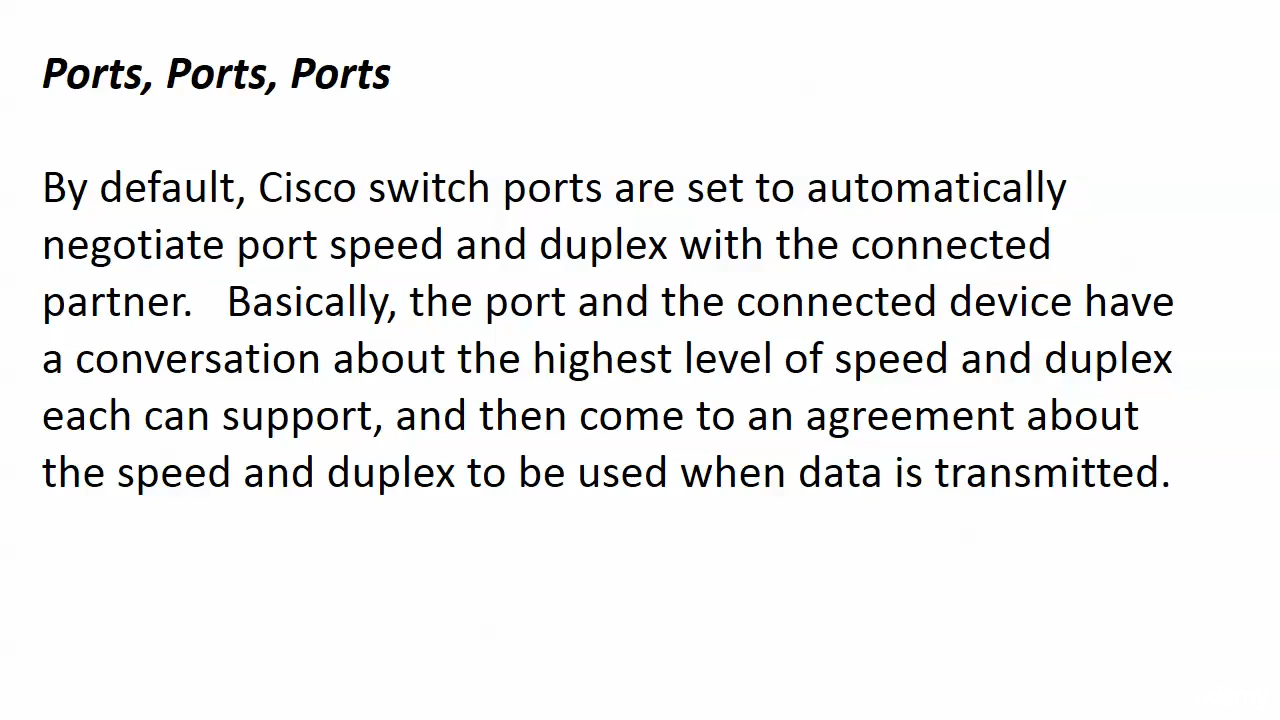 Ports, Ports, Ports
By default, Cisco switch ports are set to automatically
negotiate port speed and duplex with the connected
partner.   Basically, the port and the connected device have
a conversation about the highest level of speed and duplex
each can support, and then come to an agreement about
the speed and duplex to be used when data is transmitted.